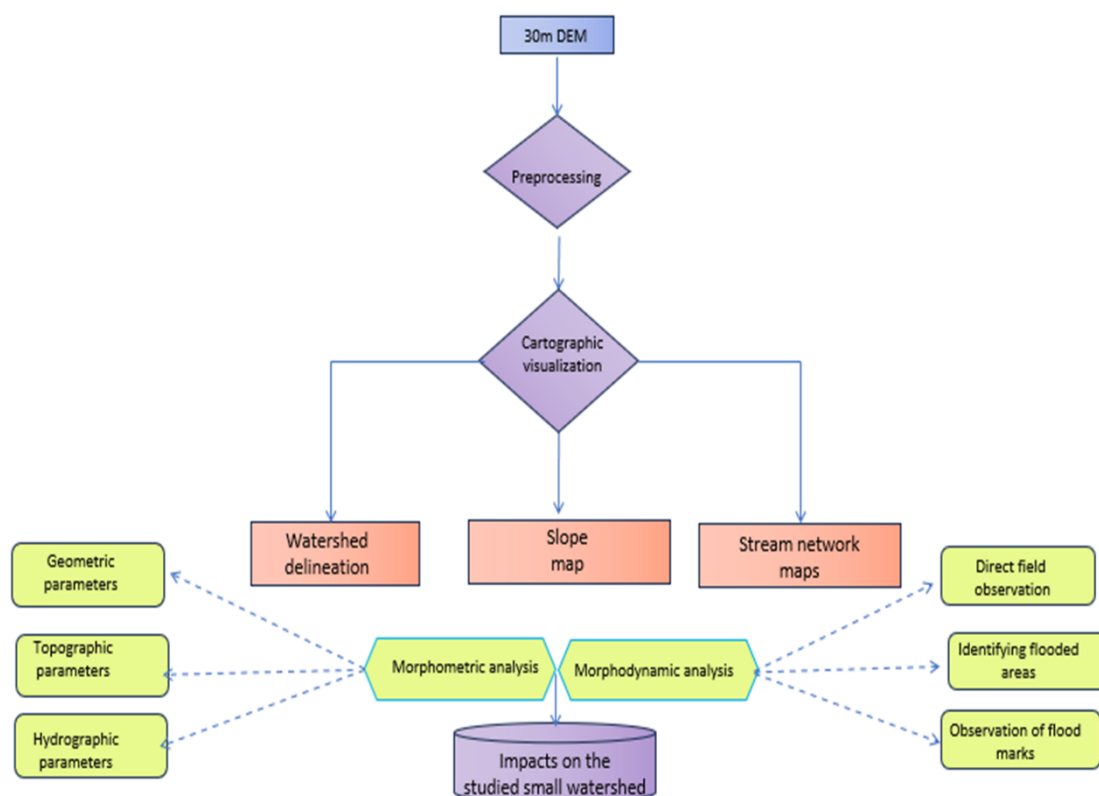 30m DEM
Preprocessing
Cartographic
visualization
Watershed
delineation
Slope
map
Stream network
maps
Geometric
parameters
Topographic
parameters
Hydrographic
parameters
Morphometric analysis
Morphodynamic analysis
Direct field
observation
Identifying flooded
areas
Observation of flood
marks
Impacts on the
studied small watershed